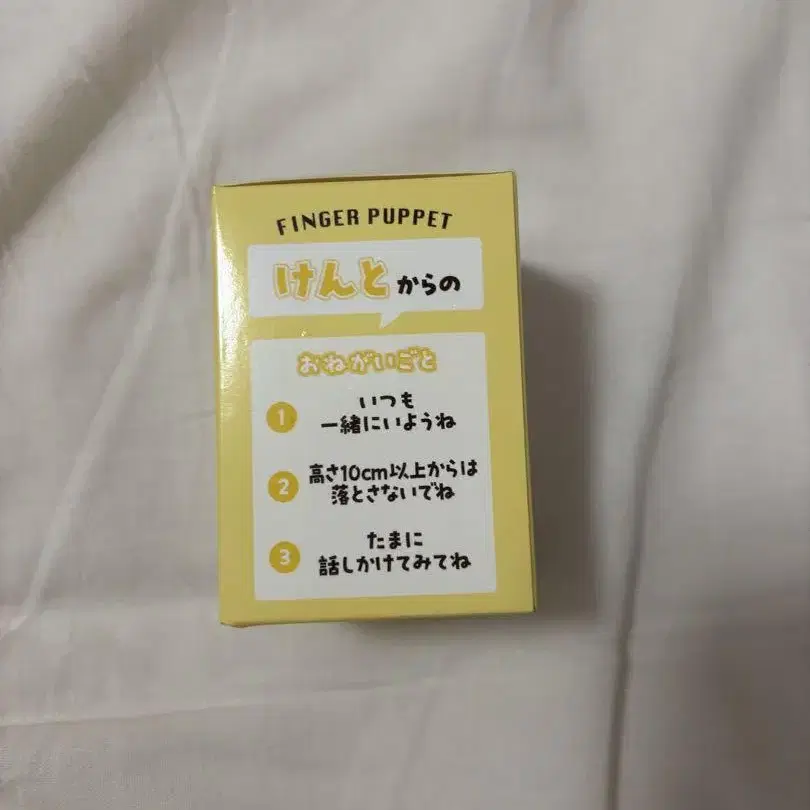 FINGER PUPPET
けんとからの
おねがいごと
1 いつも
一緒にいようね
2 高さ10cm以上からは
落とさないでね
3 たまに
話しかけてみてね